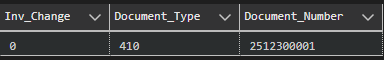 Inv_Change Document_Type Document_Number
0 410 2512300001